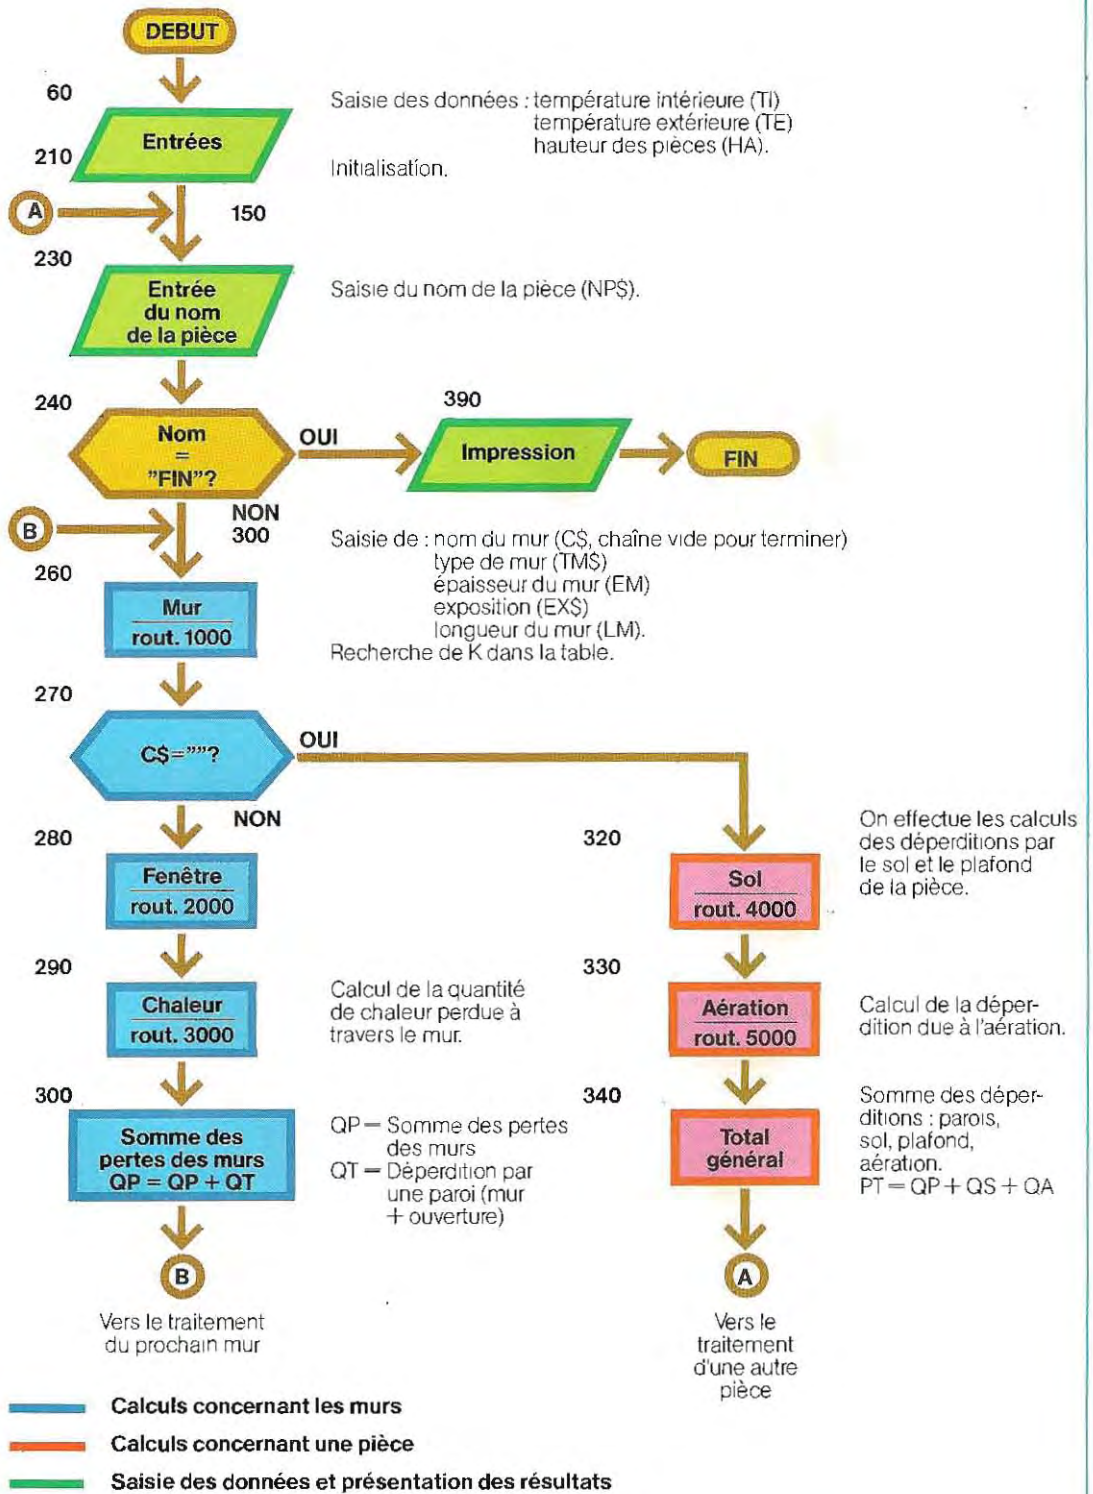 DEBUT
60
Saisie des données : température intérieure (TI)
température extérieure (TE)
hauteur des pièces (HA).
Entrées
210
Initialisation.
A
150
230
Entrée
du nom
de la pièce
Saisie du nom de la pièce (NP$).
240
390
Nom
=
"FIN"?
OUI
Impression
FIN
NON
B
300
Saisie de : nom du mur (C$, chaîne vide pour terminer)
type de mur (TM$)
épaisseur du mur (EM)
exposition (EX$)
longueur du mur (LM).
Recherche de K dans la table.
260
Mur
rout. 1000
270
C$=""?
OUI
NON
280
Fenêtre
rout. 2000
320
Sol
rout. 4000
On effectue les calculs
des déperditions par
le sol et le plafond
de la pièce.
290
Chaleur
rout. 3000
Calcul de la quantité
de chaleur perdue à
travers le mur.
330
Aération
rout. 5000
Calcul de la déper-
dition due à l'aération.
300
Somme des
pertes des murs
QP = QP + QT
QP = Somme des pertes
des murs
QT = Déperdition par
une paroi (mur
+ ouverture)
340
Total
général
Somme des déper-
ditions : parois,
sol, plafond,
aération.
PT = QP + QS + QA
B
Vers le traitement
du prochain mur
A
Vers le
traitement
d'une autre
pièce
Calculs concernant les murs
Calculs concernant une pièce
Saisie des données et présentation des résultats